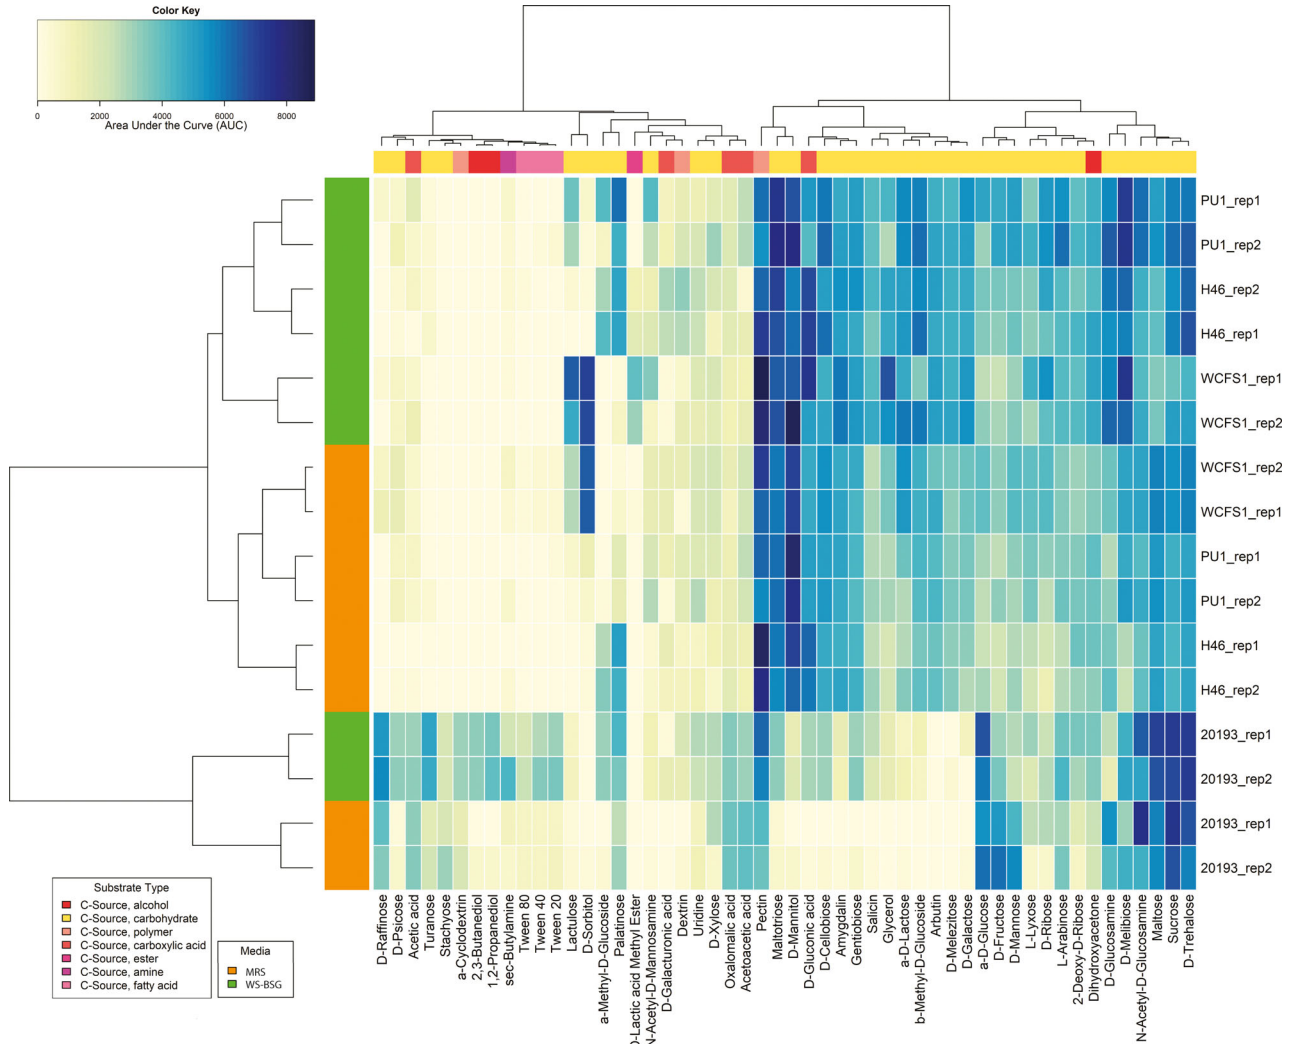 Color Key
0
2000
4000
6000
8000
Area Under the Curve (AUC)
PU1_rep1
PU1_rep2
H46_rep2
H46_rep1
WCFS1_rep1
WCFS1_rep2
WCFS1_rep2
WCFS1_rep1
PU1_rep1
PU1_rep2
H46_rep1
H46_rep2
20193_rep1
20193_rep2
20193_rep1
20193_rep2
D-Raffinose
D-Psicose
Acetic acid
Turanose
Stachyose
a-Cyclodextrin
2,3-Butanediol
1,2-Propanediol
sec-Butylamine
Tween 80
Tween 40
Tween 20
Lactulose
D-Sorbitol
a-Methyl-D-Glucoside
Palatinose
D-Lactic acid Methyl Ester
N-Acetyl-D-Mannosamine
D-Galacturonic acid
Dextrin
Uridine
D-Xylose
Oxalomalic acid
Acetoacetic acid
Pectin
Maltotriose
D-Mannitol
D-Gluconic acid
D-Cellobiose
Amygdalin
Gentiobiose
Salicin
Glycerol
a-D-Lactose
b-Methyl-D-Glucoside
Arbutin
D-Melezitose
D-Galactose
a-D-Glucose
D-Fructose
D-Mannose
L-Lyxose
D-Ribose
L-Arabinose
2-Deoxy-D-Ribose
Dihydroxyacetone
D-Glucosamine
D-Melibiose
N-Acetyl-D-Glucosamine
Maltose
Sucrose
D-Trehalose
Substrate Type
C-Source, alcohol
C-Source, carbohydrate
C-Source, polymer
C-Source, carboxylic acid
C-Source, ester
C-Source, amine
C-Source, fatty acid
Media
MRS
WS-BSG